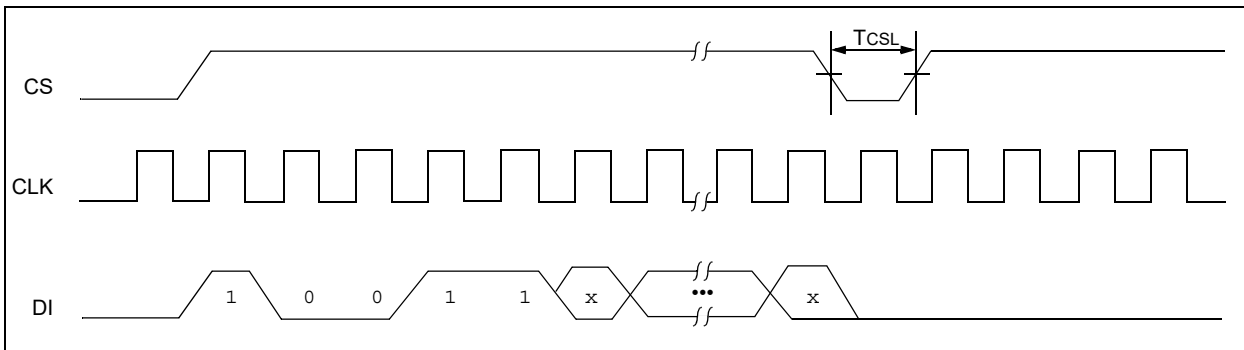 TCSL
CS
CLK
DI 1 0 0 1 1 x ••• x